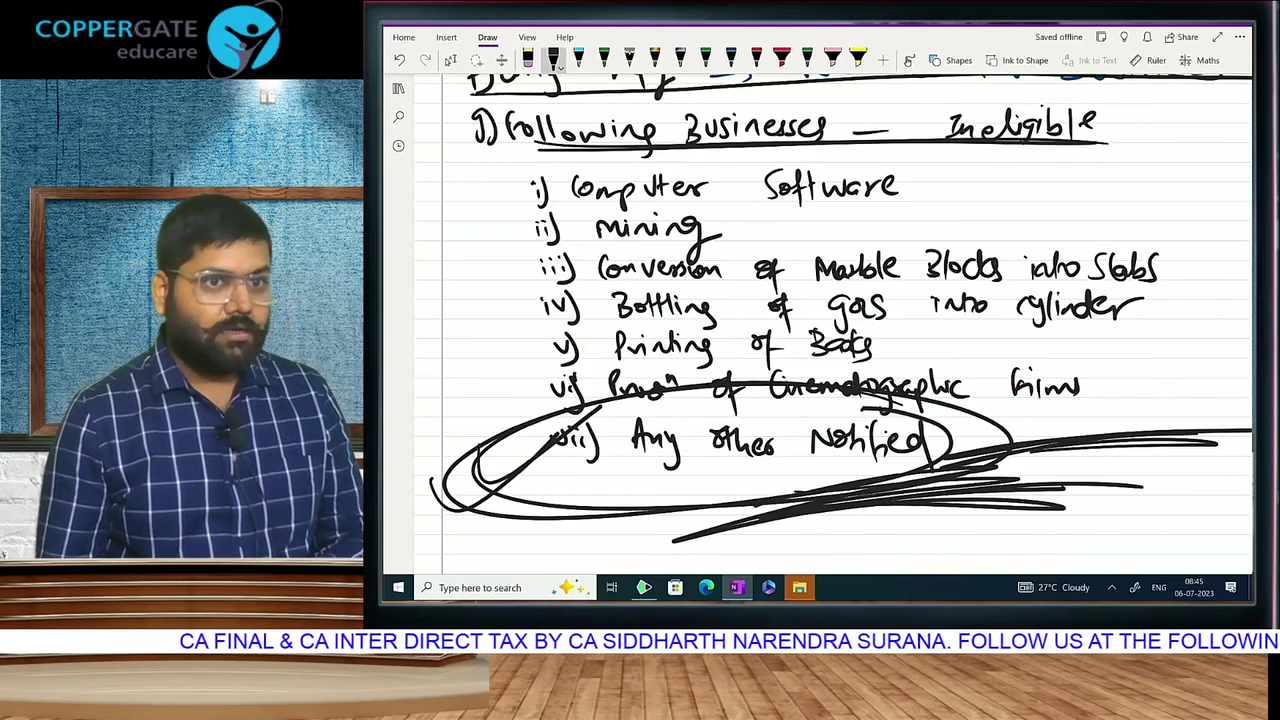 COPPERGATE
educare
Home Insert Draw View Help
Saved offline
Share
Shapes
Ink to Shape
Ink to Text
Ruler
Maths
1) Following Businesses — Ineligible
i) Computer Software
ii) Mining
iii) Conversion of Marble Blocks into Slabs
iv) Bottling of gas into cylinder
v) Printing of Books
vi) Prodn of Cinematographic Films
vii) Any other Notified
Type here to search
27°C Cloudy
ENG
08:45
06-07-2023
CA FINAL & CA INTER DIRECT TAX BY CA SIDDHARTH NARENDRA SURANA. FOLLOW US AT THE FOLLOWIN